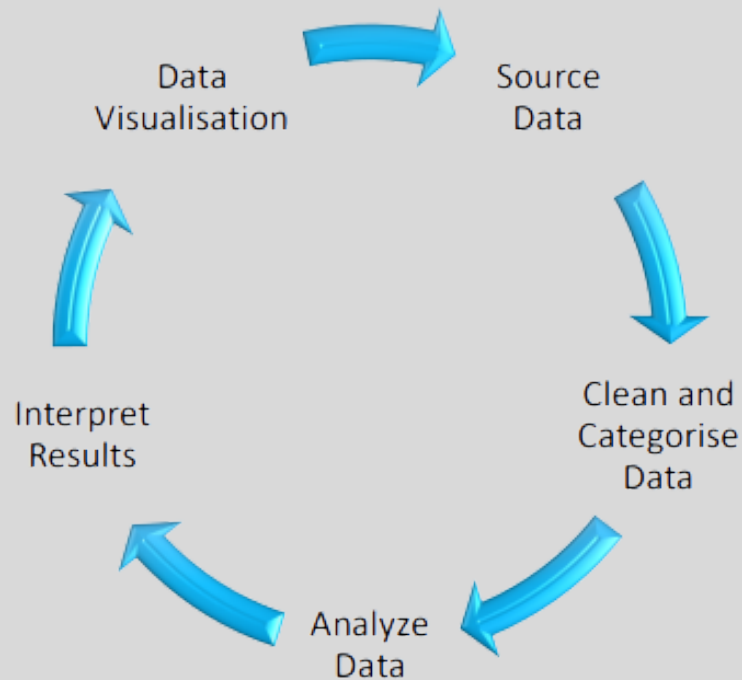 Data
Visualisation
Source
Data
Clean and
Categorise
Data
Analyze
Data
Interpret
Results